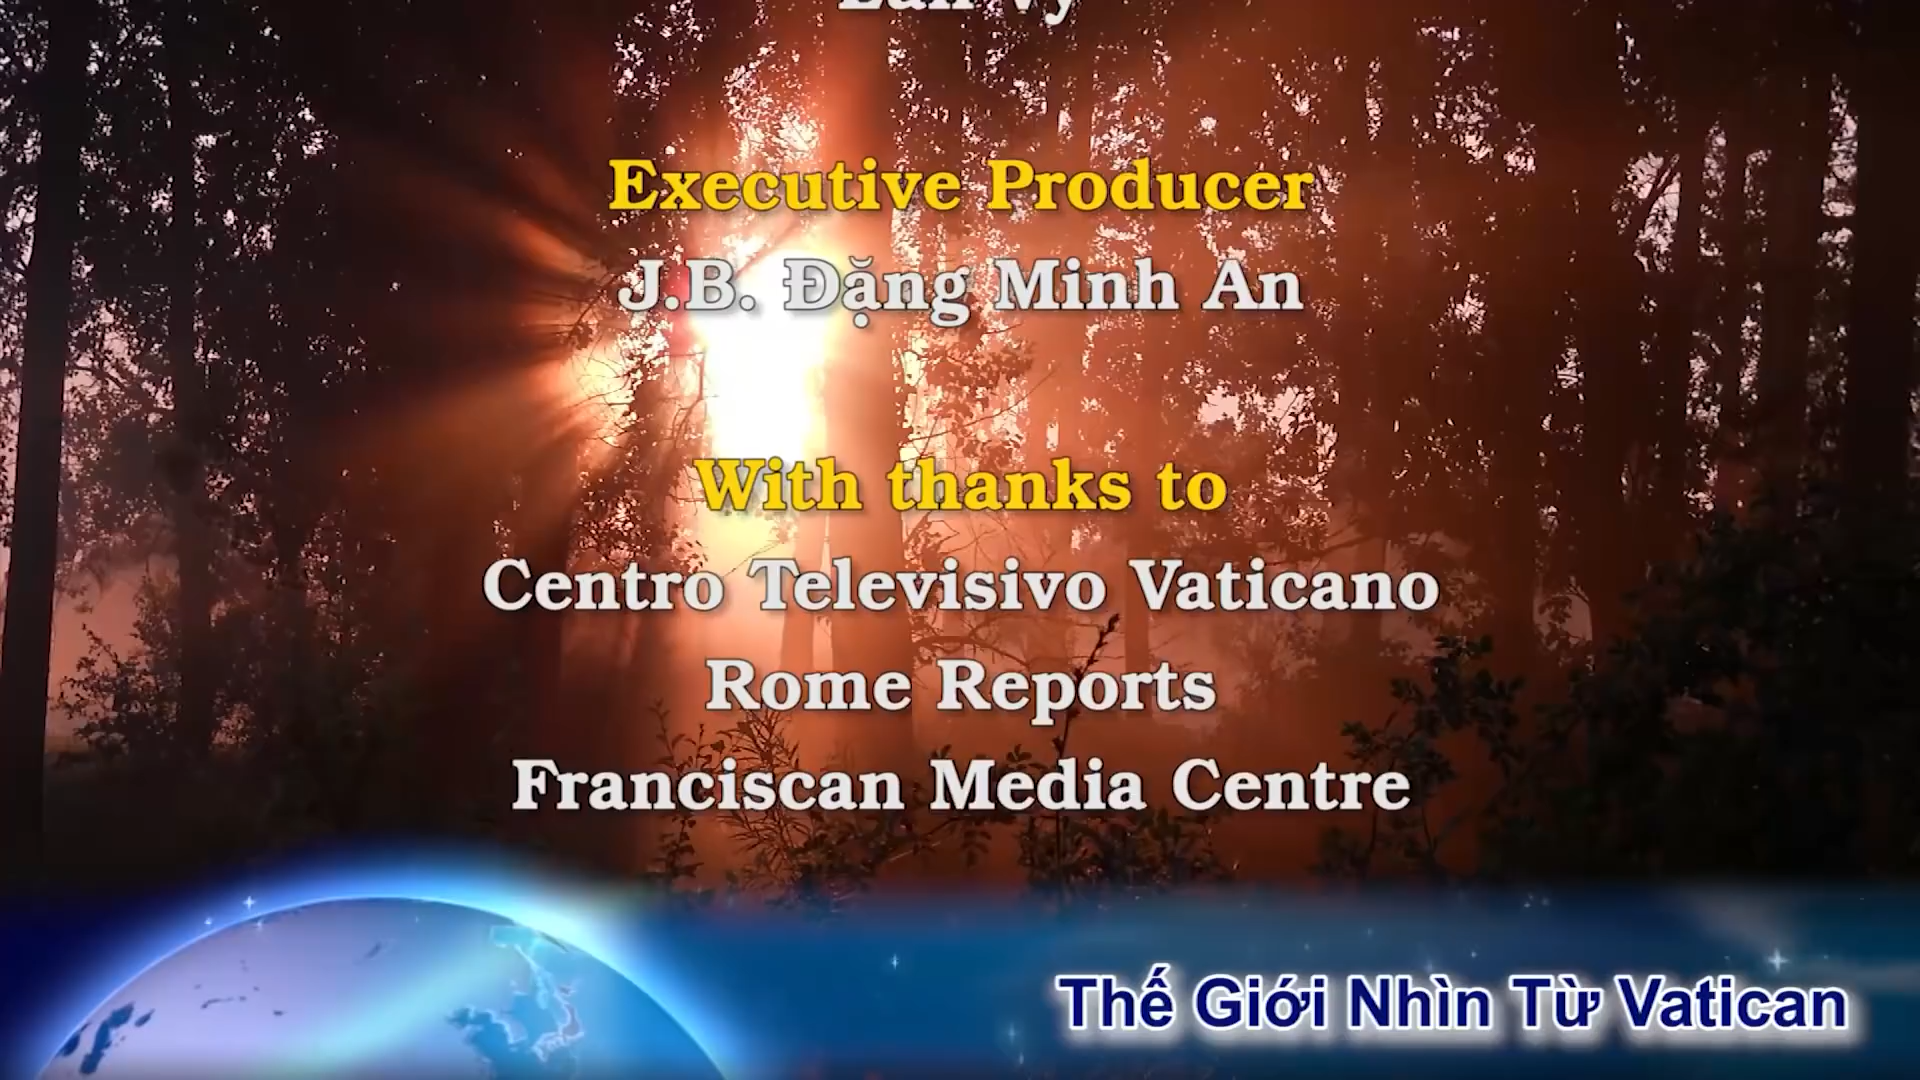 Executive Producer
J.B. Đặng Minh An
With thanks to
Centro Televisivo Vaticano
Rome Reports
Franciscan Media Centre
Thế Giới Nhìn Từ Vatican